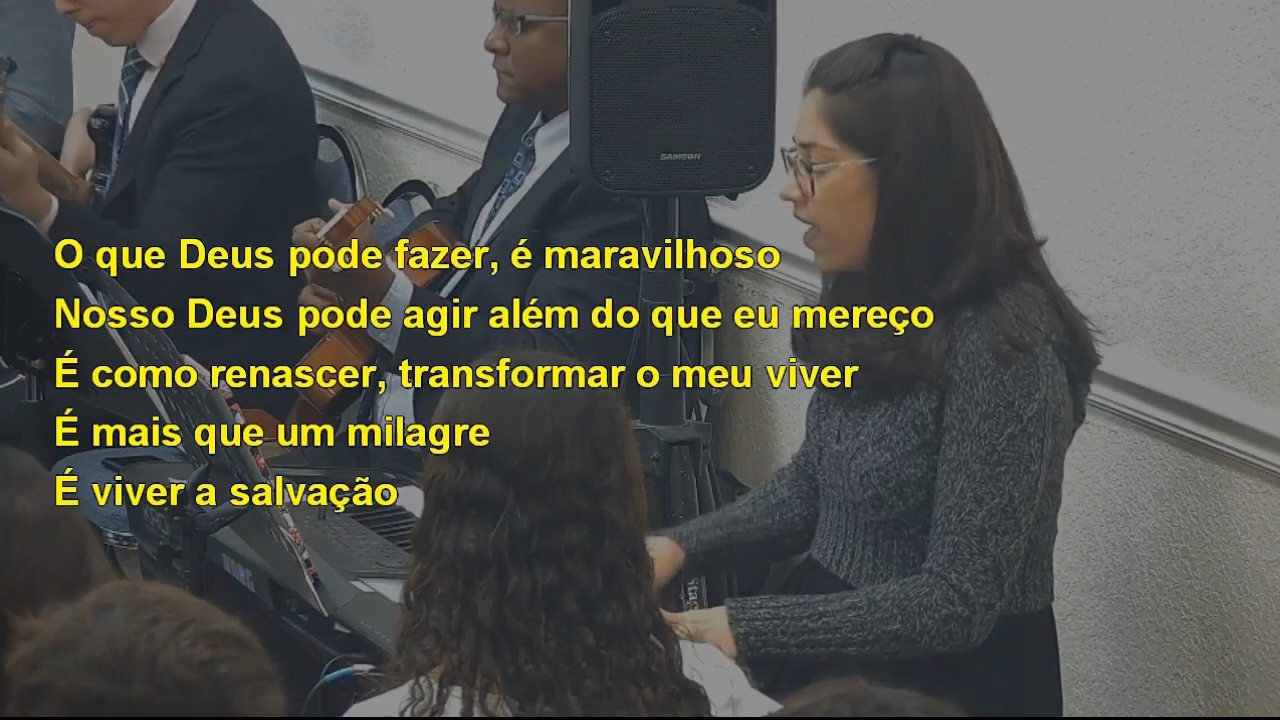 SAMSON
O que Deus pode fazer, é maravilhoso
Nosso Deus pode agir além do que eu mereço
É como renascer, transformar o meu viver
É mais que um milagre
É viver a salvação
KORG